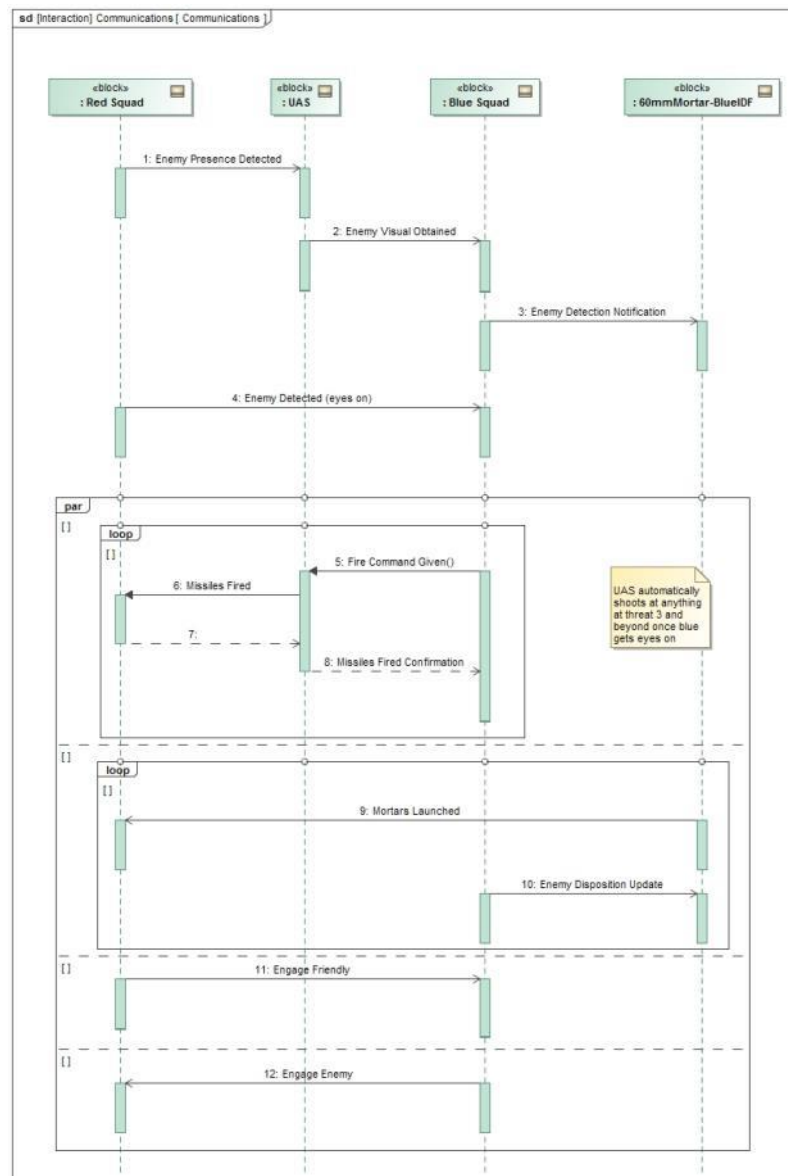 sd [Interaction] Communications [ Communications ]
«block»
: Red Squad
«block»
: UAS
«block»
: Blue Squad
«block»
: 60mmMortar-BlueIDF
1: Enemy Presence Detected
2: Enemy Visual Obtained
3: Enemy Detection Notification
4: Enemy Detected (eyes on)
par
[ ]
loop
[ ]
5: Fire Command Given()
6: Missiles Fired
7:
8: Missiles Fired Confirmation
UAS automatically
shoots at anything
at threat 3 and
beyond once blue
gets eyes on
[ ]
loop
[ ]
9: Mortars Launched
10: Enemy Disposition Update
[ ]
11: Engage Friendly
[ ]
12: Engage Enemy